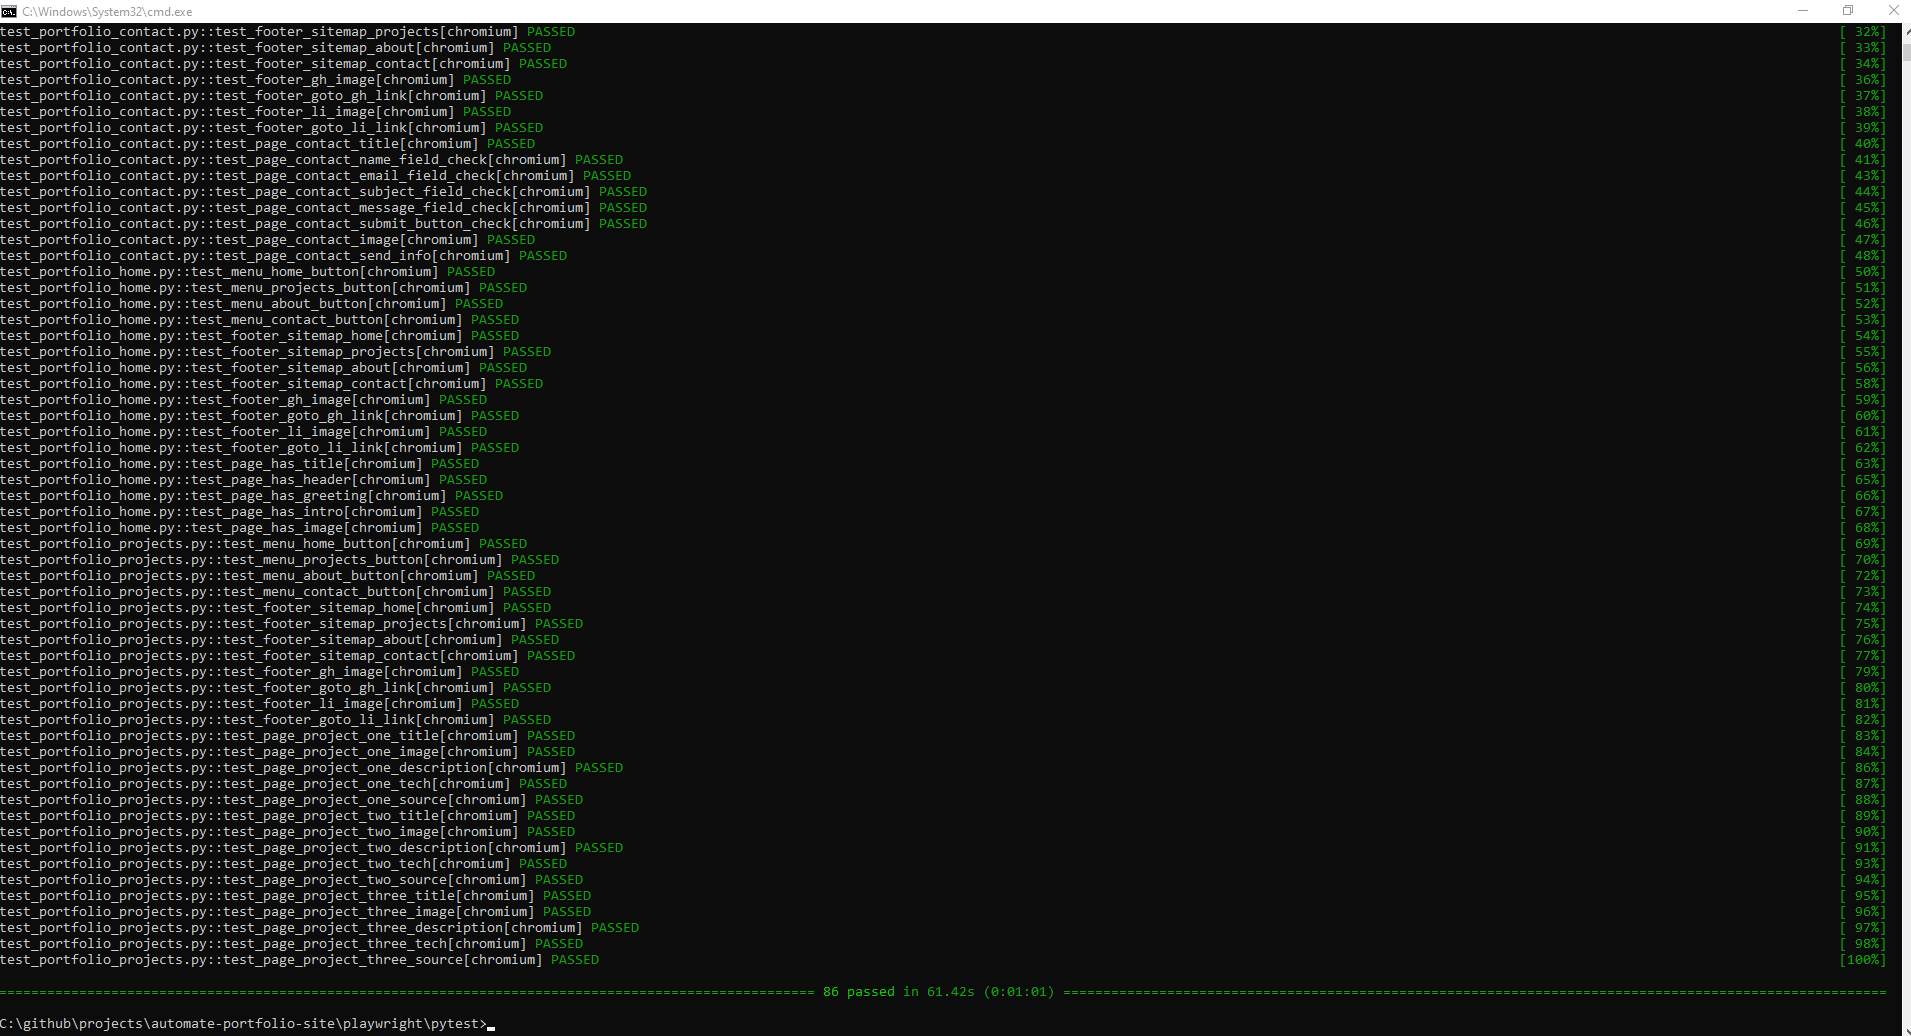 C:\Windows\System32\cmd.exe
test_portfolio_contact.py::test_footer_sitemap_projects[chromium] PASSED [ 32%]
test_portfolio_contact.py::test_footer_sitemap_about[chromium] PASSED [ 33%]
test_portfolio_contact.py::test_footer_sitemap_contact[chromium] PASSED [ 34%]
test_portfolio_contact.py::test_footer_gh_image[chromium] PASSED [ 36%]
test_portfolio_contact.py::test_footer_goto_gh_link[chromium] PASSED [ 37%]
test_portfolio_contact.py::test_footer_li_image[chromium] PASSED [ 38%]
test_portfolio_contact.py::test_footer_goto_li_link[chromium] PASSED [ 39%]
test_portfolio_contact.py::test_page_contact_title[chromium] PASSED [ 40%]
test_portfolio_contact.py::test_page_contact_name_field_check[chromium] PASSED [ 41%]
test_portfolio_contact.py::test_page_contact_email_field_check[chromium] PASSED [ 43%]
test_portfolio_contact.py::test_page_contact_subject_field_check[chromium] PASSED [ 44%]
test_portfolio_contact.py::test_page_contact_message_field_check[chromium] PASSED [ 45%]
test_portfolio_contact.py::test_page_contact_submit_button_check[chromium] PASSED [ 46%]
test_portfolio_contact.py::test_page_contact_image[chromium] PASSED [ 47%]
test_portfolio_contact.py::test_page_contact_send_info[chromium] PASSED [ 48%]
test_portfolio_home.py::test_menu_home_button[chromium] PASSED [ 50%]
test_portfolio_home.py::test_menu_projects_button[chromium] PASSED [ 51%]
test_portfolio_home.py::test_menu_about_button[chromium] PASSED [ 52%]
test_portfolio_home.py::test_menu_contact_button[chromium] PASSED [ 53%]
test_portfolio_home.py::test_footer_sitemap_home[chromium] PASSED [ 54%]
test_portfolio_home.py::test_footer_sitemap_projects[chromium] PASSED [ 55%]
test_portfolio_home.py::test_footer_sitemap_about[chromium] PASSED [ 56%]
test_portfolio_home.py::test_footer_sitemap_contact[chromium] PASSED [ 58%]
test_portfolio_home.py::test_footer_gh_image[chromium] PASSED [ 59%]
test_portfolio_home.py::test_footer_goto_gh_link[chromium] PASSED [ 60%]
test_portfolio_home.py::test_footer_li_image[chromium] PASSED [ 61%]
test_portfolio_home.py::test_footer_goto_li_link[chromium] PASSED [ 62%]
test_portfolio_home.py::test_page_has_title[chromium] PASSED [ 63%]
test_portfolio_home.py::test_page_has_header[chromium] PASSED [ 65%]
test_portfolio_home.py::test_page_has_greeting[chromium] PASSED [ 66%]
test_portfolio_home.py::test_page_has_intro[chromium] PASSED [ 67%]
test_portfolio_home.py::test_page_has_image[chromium] PASSED [ 68%]
test_portfolio_projects.py::test_menu_home_button[chromium] PASSED [ 69%]
test_portfolio_projects.py::test_menu_projects_button[chromium] PASSED [ 70%]
test_portfolio_projects.py::test_menu_about_button[chromium] PASSED [ 72%]
test_portfolio_projects.py::test_menu_contact_button[chromium] PASSED [ 73%]
test_portfolio_projects.py::test_footer_sitemap_home[chromium] PASSED [ 74%]
test_portfolio_projects.py::test_footer_sitemap_projects[chromium] PASSED [ 75%]
test_portfolio_projects.py::test_footer_sitemap_about[chromium] PASSED [ 76%]
test_portfolio_projects.py::test_footer_sitemap_contact[chromium] PASSED [ 77%]
test_portfolio_projects.py::test_footer_gh_image[chromium] PASSED [ 79%]
test_portfolio_projects.py::test_footer_goto_gh_link[chromium] PASSED [ 80%]
test_portfolio_projects.py::test_footer_li_image[chromium] PASSED [ 81%]
test_portfolio_projects.py::test_footer_goto_li_link[chromium] PASSED [ 82%]
test_portfolio_projects.py::test_page_project_one_title[chromium] PASSED [ 83%]
test_portfolio_projects.py::test_page_project_one_image[chromium] PASSED [ 84%]
test_portfolio_projects.py::test_page_project_one_description[chromium] PASSED [ 86%]
test_portfolio_projects.py::test_page_project_one_tech[chromium] PASSED [ 87%]
test_portfolio_projects.py::test_page_project_one_source[chromium] PASSED [ 88%]
test_portfolio_projects.py::test_page_project_two_title[chromium] PASSED [ 89%]
test_portfolio_projects.py::test_page_project_two_image[chromium] PASSED [ 90%]
test_portfolio_projects.py::test_page_project_two_description[chromium] PASSED [ 91%]
test_portfolio_projects.py::test_page_project_two_tech[chromium] PASSED [ 93%]
test_portfolio_projects.py::test_page_project_two_source[chromium] PASSED [ 94%]
test_portfolio_projects.py::test_page_project_three_title[chromium] PASSED [ 95%]
test_portfolio_projects.py::test_page_project_three_image[chromium] PASSED [ 96%]
test_portfolio_projects.py::test_page_project_three_description[chromium] PASSED [ 97%]
test_portfolio_projects.py::test_page_project_three_tech[chromium] PASSED [ 98%]
test_portfolio_projects.py::test_page_project_three_source[chromium] PASSED [100%]
86 passed in 61.42s (0:01:01)
C:\github\projects\automate-portfolio-site\playwright\pytest>